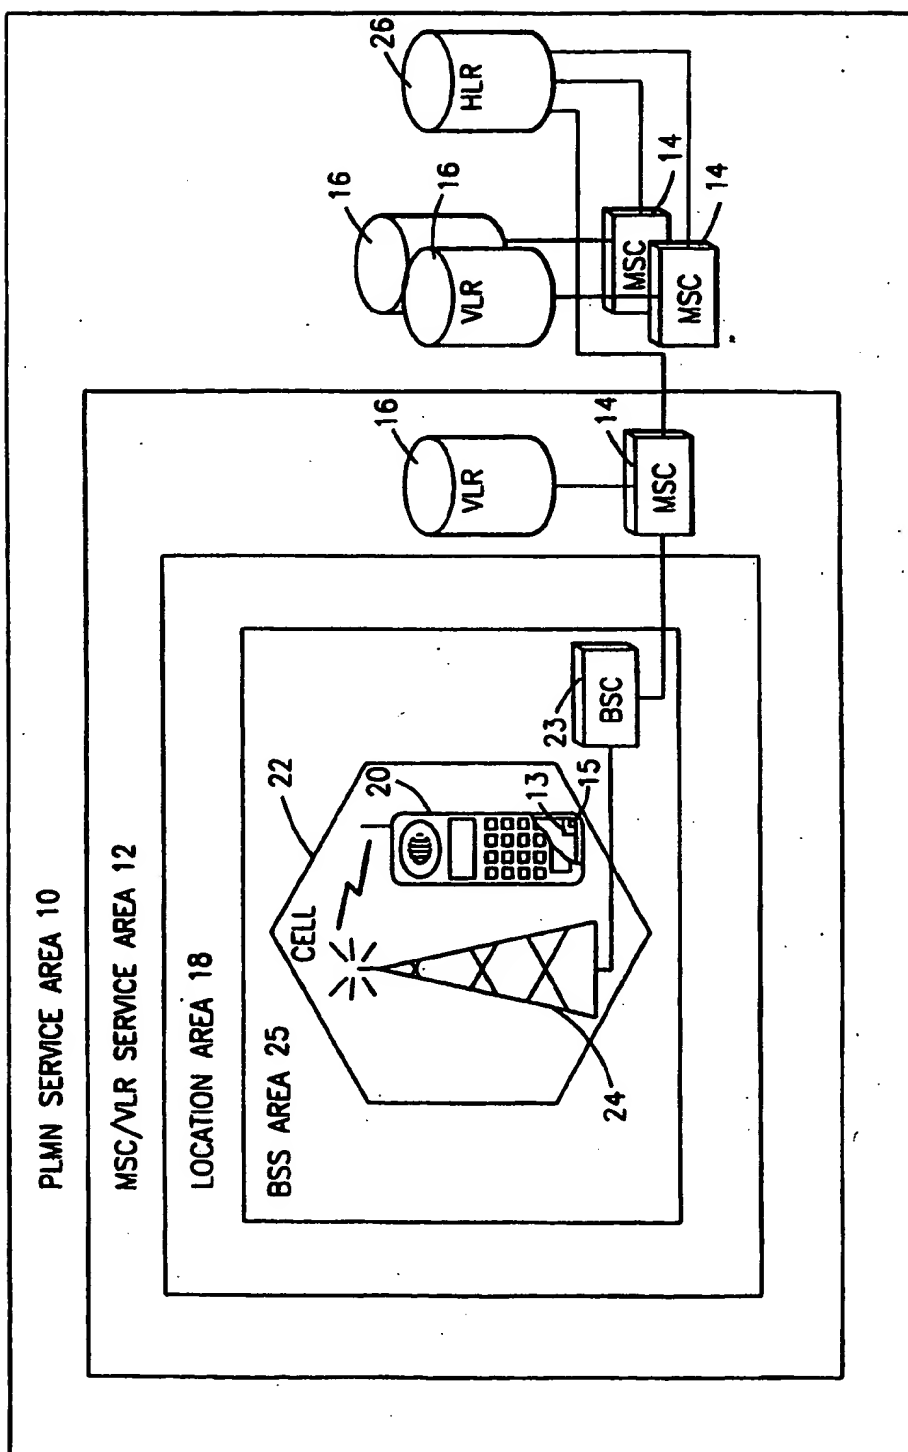 PLMN SERVICE AREA 10
MSC/VLR SERVICE AREA 12
LOCATION AREA 18
BSS AREA 25
CELL
22
20
13
15
24
23
BSC
16
VLR
14
MSC
16
16
VLR
14
MSC
14
MSC
26
HLR